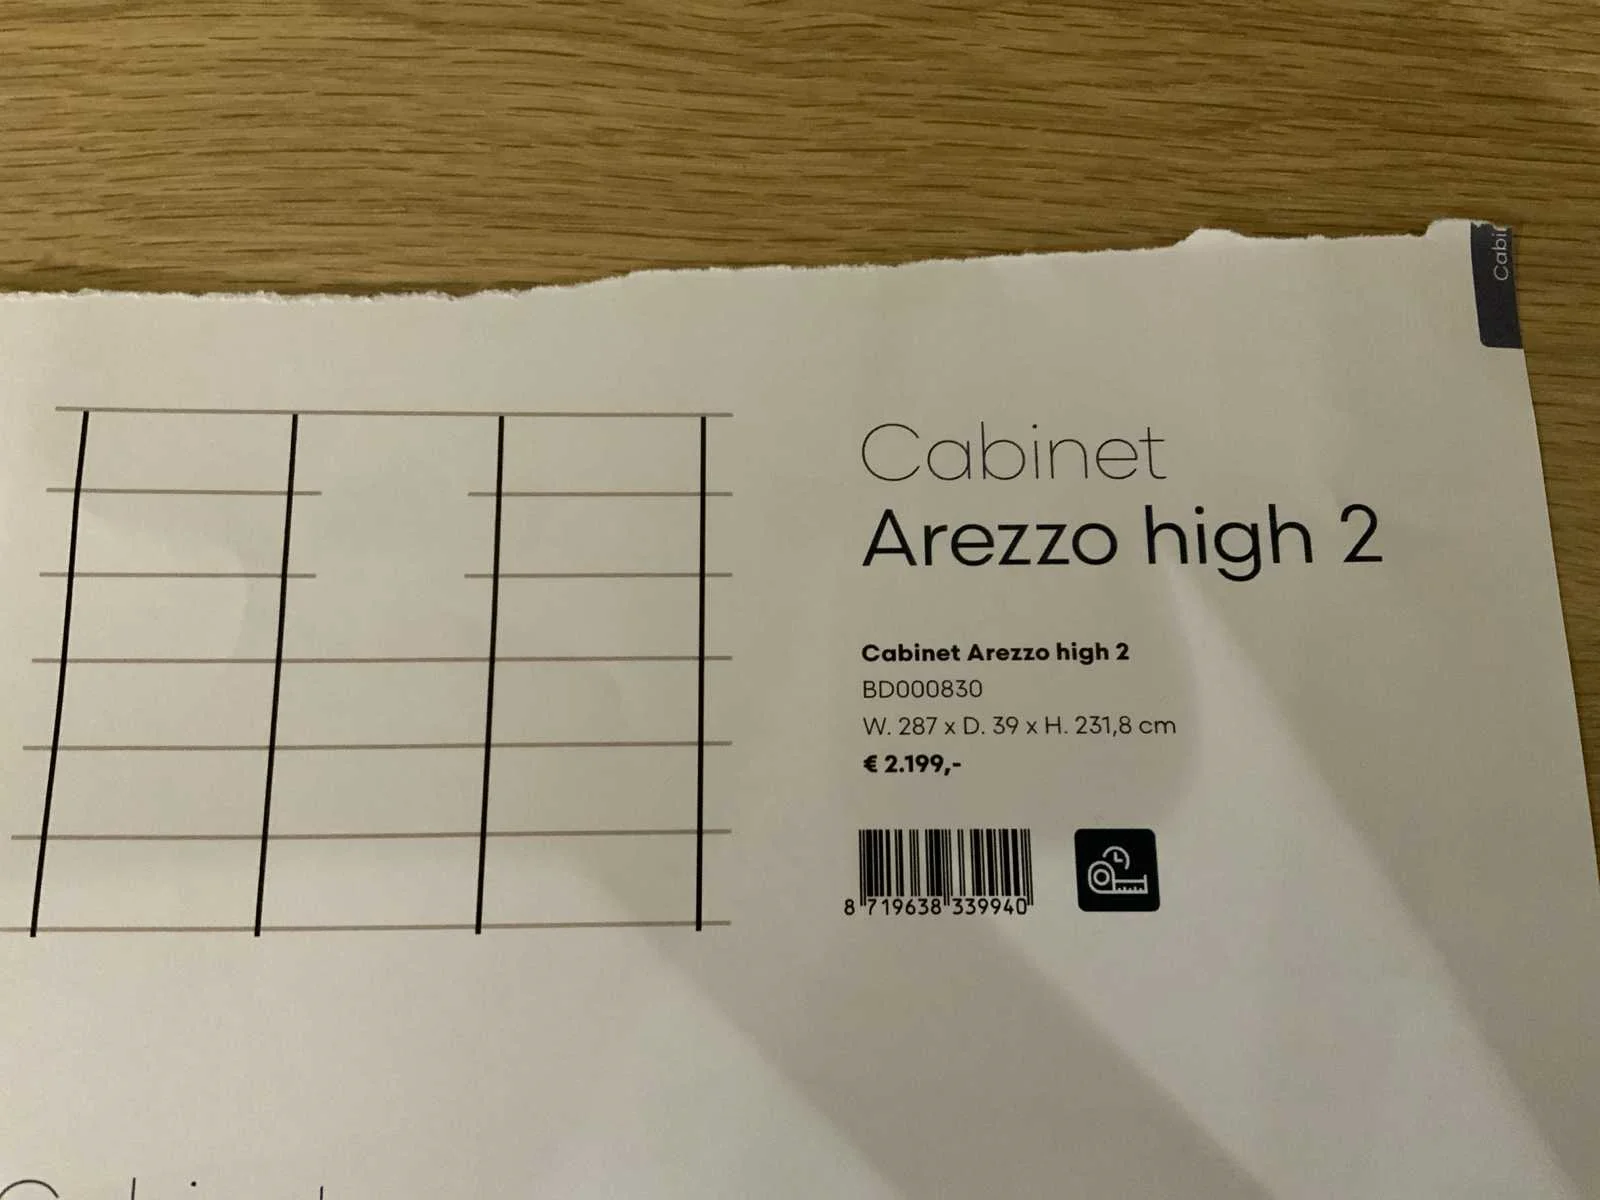 Cabi
Cabinet
Arezzo high 2
Cabinet Arezzo high 2
BD000830
W. 287 x D. 39 x H. 231,8 cm
€ 2.199,-
8 719638 339940